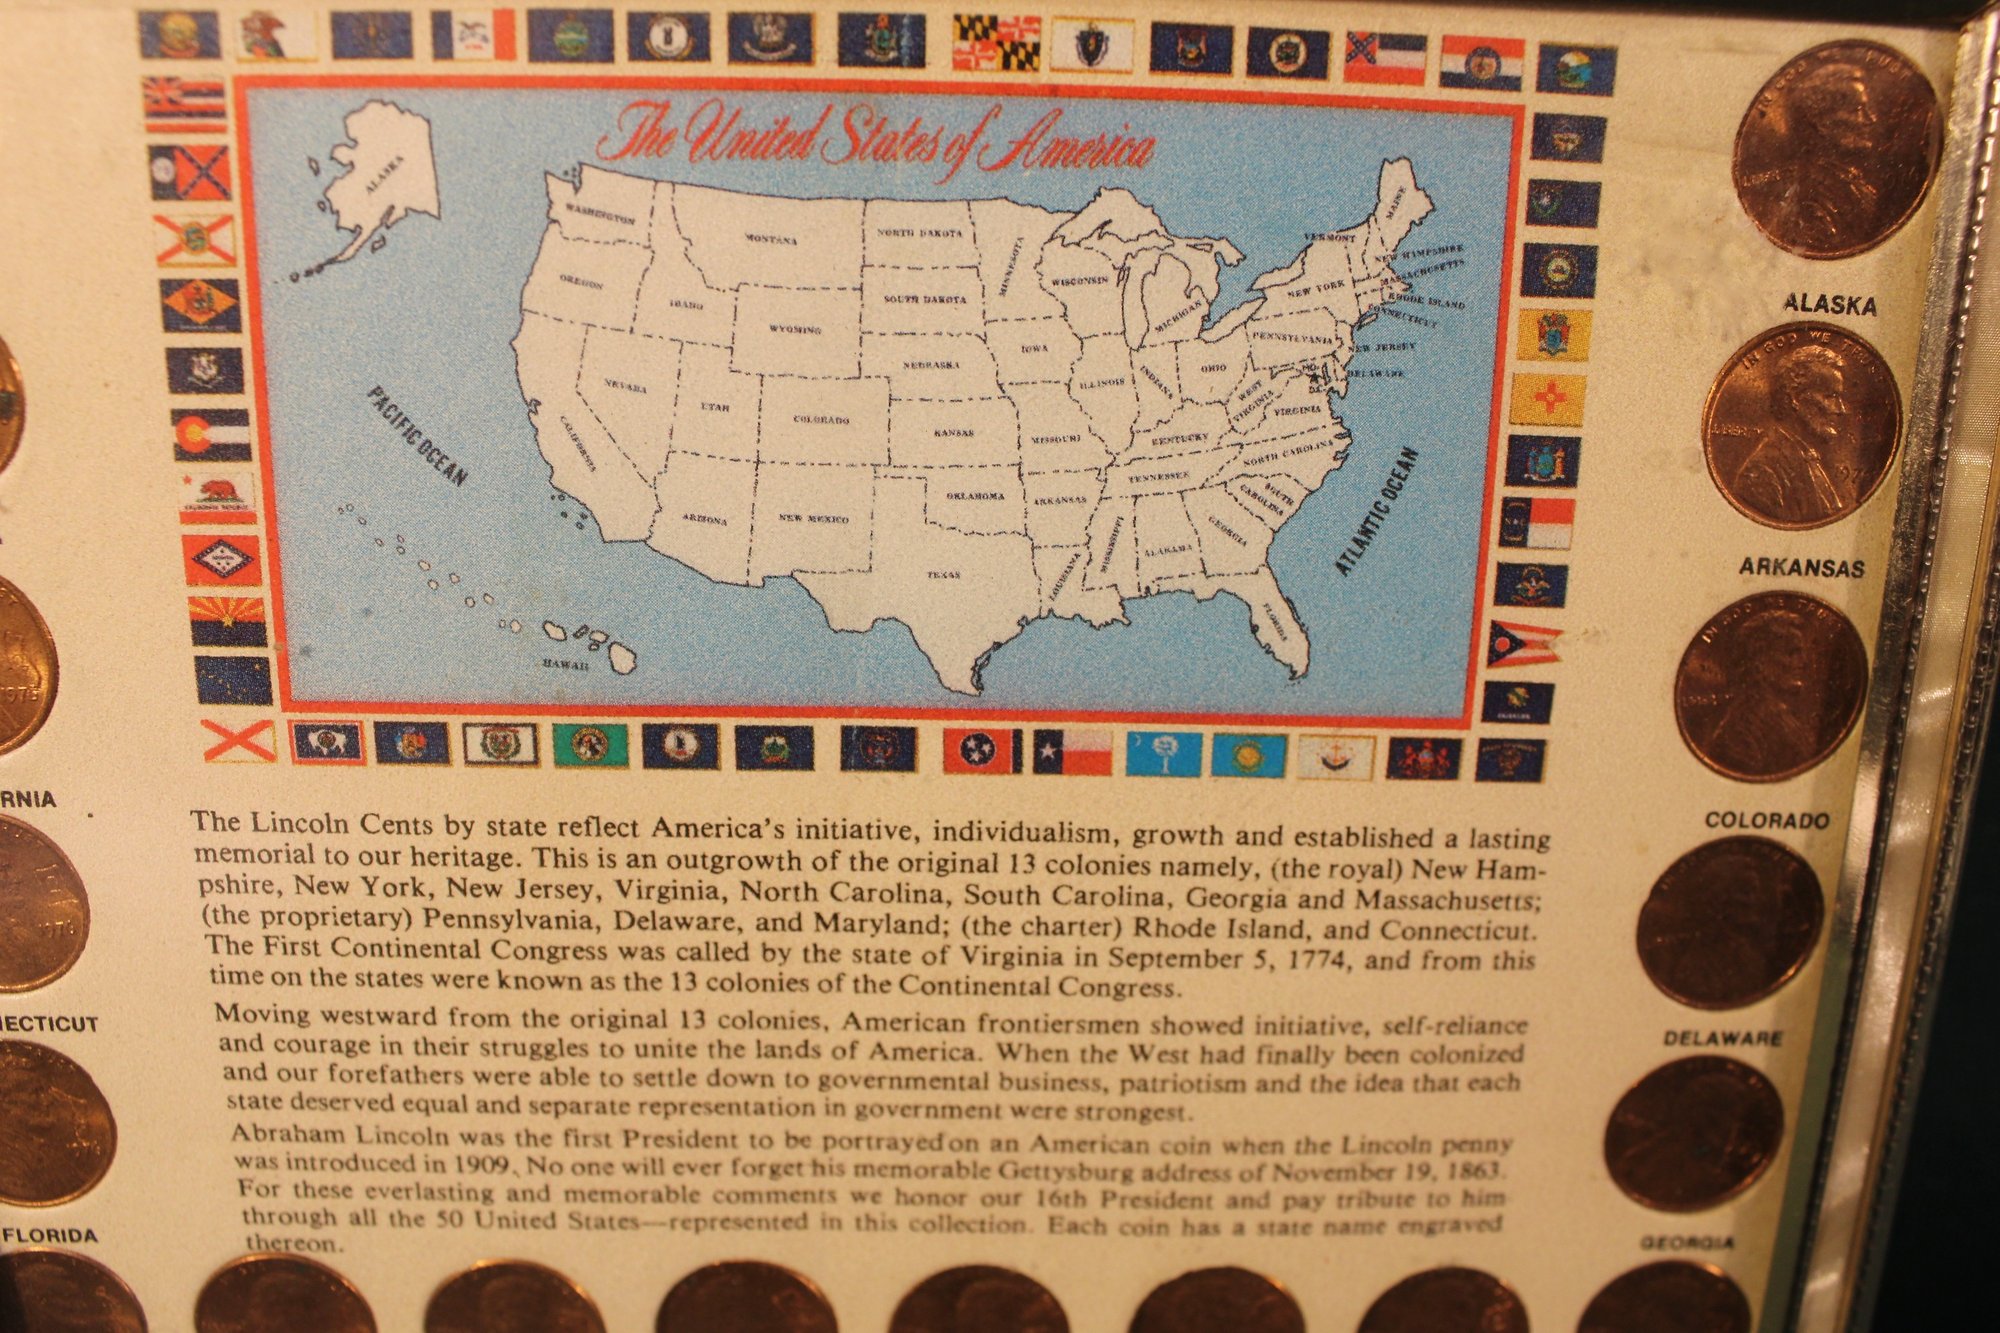 The United States of America
ALASKA
WASHINGTON
MONTANA
NORTH DAKOTA
MINNESOTA
MAINE
VERMONT
NEW HAMPSHIRE
MASSACHUSETTS
RHODE ISLAND
CONNECTICUT
OREGON
IDAHO
SOUTH DAKOTA
WISCONSIN
MICHIGAN
NEW YORK
WYOMING
IOWA
PENNSYLVANIA
NEW JERSEY
NEBRASKA
ILLINOIS
INDIANA
OHIO
MD.
DELAWARE
D.C.
NEVADA
UTAH
COLORADO
KANSAS
MISSOURI
WEST VIRGINIA
VIRGINIA
KENTUCKY
CALIFORNIA
NORTH CAROLINA
TENNESSEE
ARIZONA
NEW MEXICO
OKLAHOMA
ARKANSAS
SOUTH CAROLINA
TEXAS
LOUISIANA
MISSISSIPPI
ALABAMA
GEORGIA
FLORIDA
HAWAII
PACIFIC OCEAN
ATLANTIC OCEAN
IN GOD WE TRUST
LIBERTY
ALASKA
IN GOD WE TRUST
LIBERTY
ARKANSAS
COLORADO
DELAWARE
GEORGIA
1975
RNIA
ECTICUT
FLORIDA
The Lincoln Cents by state reflect America's initiative, individualism, growth and established a lasting
memorial to our heritage. This is an outgrowth of the original 13 colonies namely, (the royal) New Ham-
pshire, New York, New Jersey, Virginia, North Carolina, South Carolina, Georgia and Massachusetts;
(the proprietary) Pennsylvania, Delaware, and Maryland; (the charter) Rhode Island, and Connecticut.
The First Continental Congress was called by the state of Virginia in September 5, 1774, and from this
time on the states were known as the 13 colonies of the Continental Congress.
Moving westward from the original 13 colonies, American frontiersmen showed initiative, self-reliance
and courage in their struggles to unite the lands of America. When the West had finally been colonized
and our forefathers were able to settle down to governmental business, patriotism and the idea that each
state deserved equal and separate representation in government were strongest.
Abraham Lincoln was the first President to be portrayed on an American coin when the Lincoln penny
was introduced in 1909. No one will ever forget his memorable Gettysburg address of November 19, 1863.
For these everlasting and memorable comments we honor our 16th President and pay tribute to him
through all the 50 United States—represented in this collection. Each coin has a state name engraved
thereon.